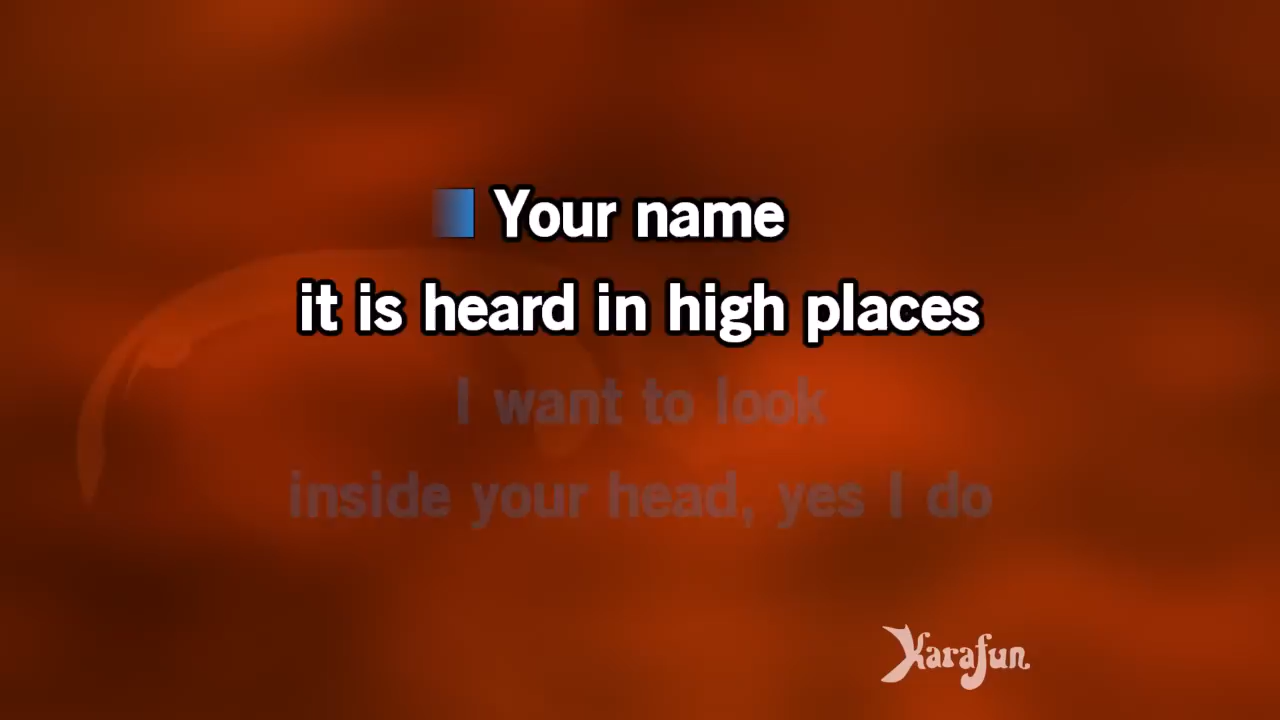 Your name
it is heard in high places
I want to look
inside your head, yes I do
Karafun